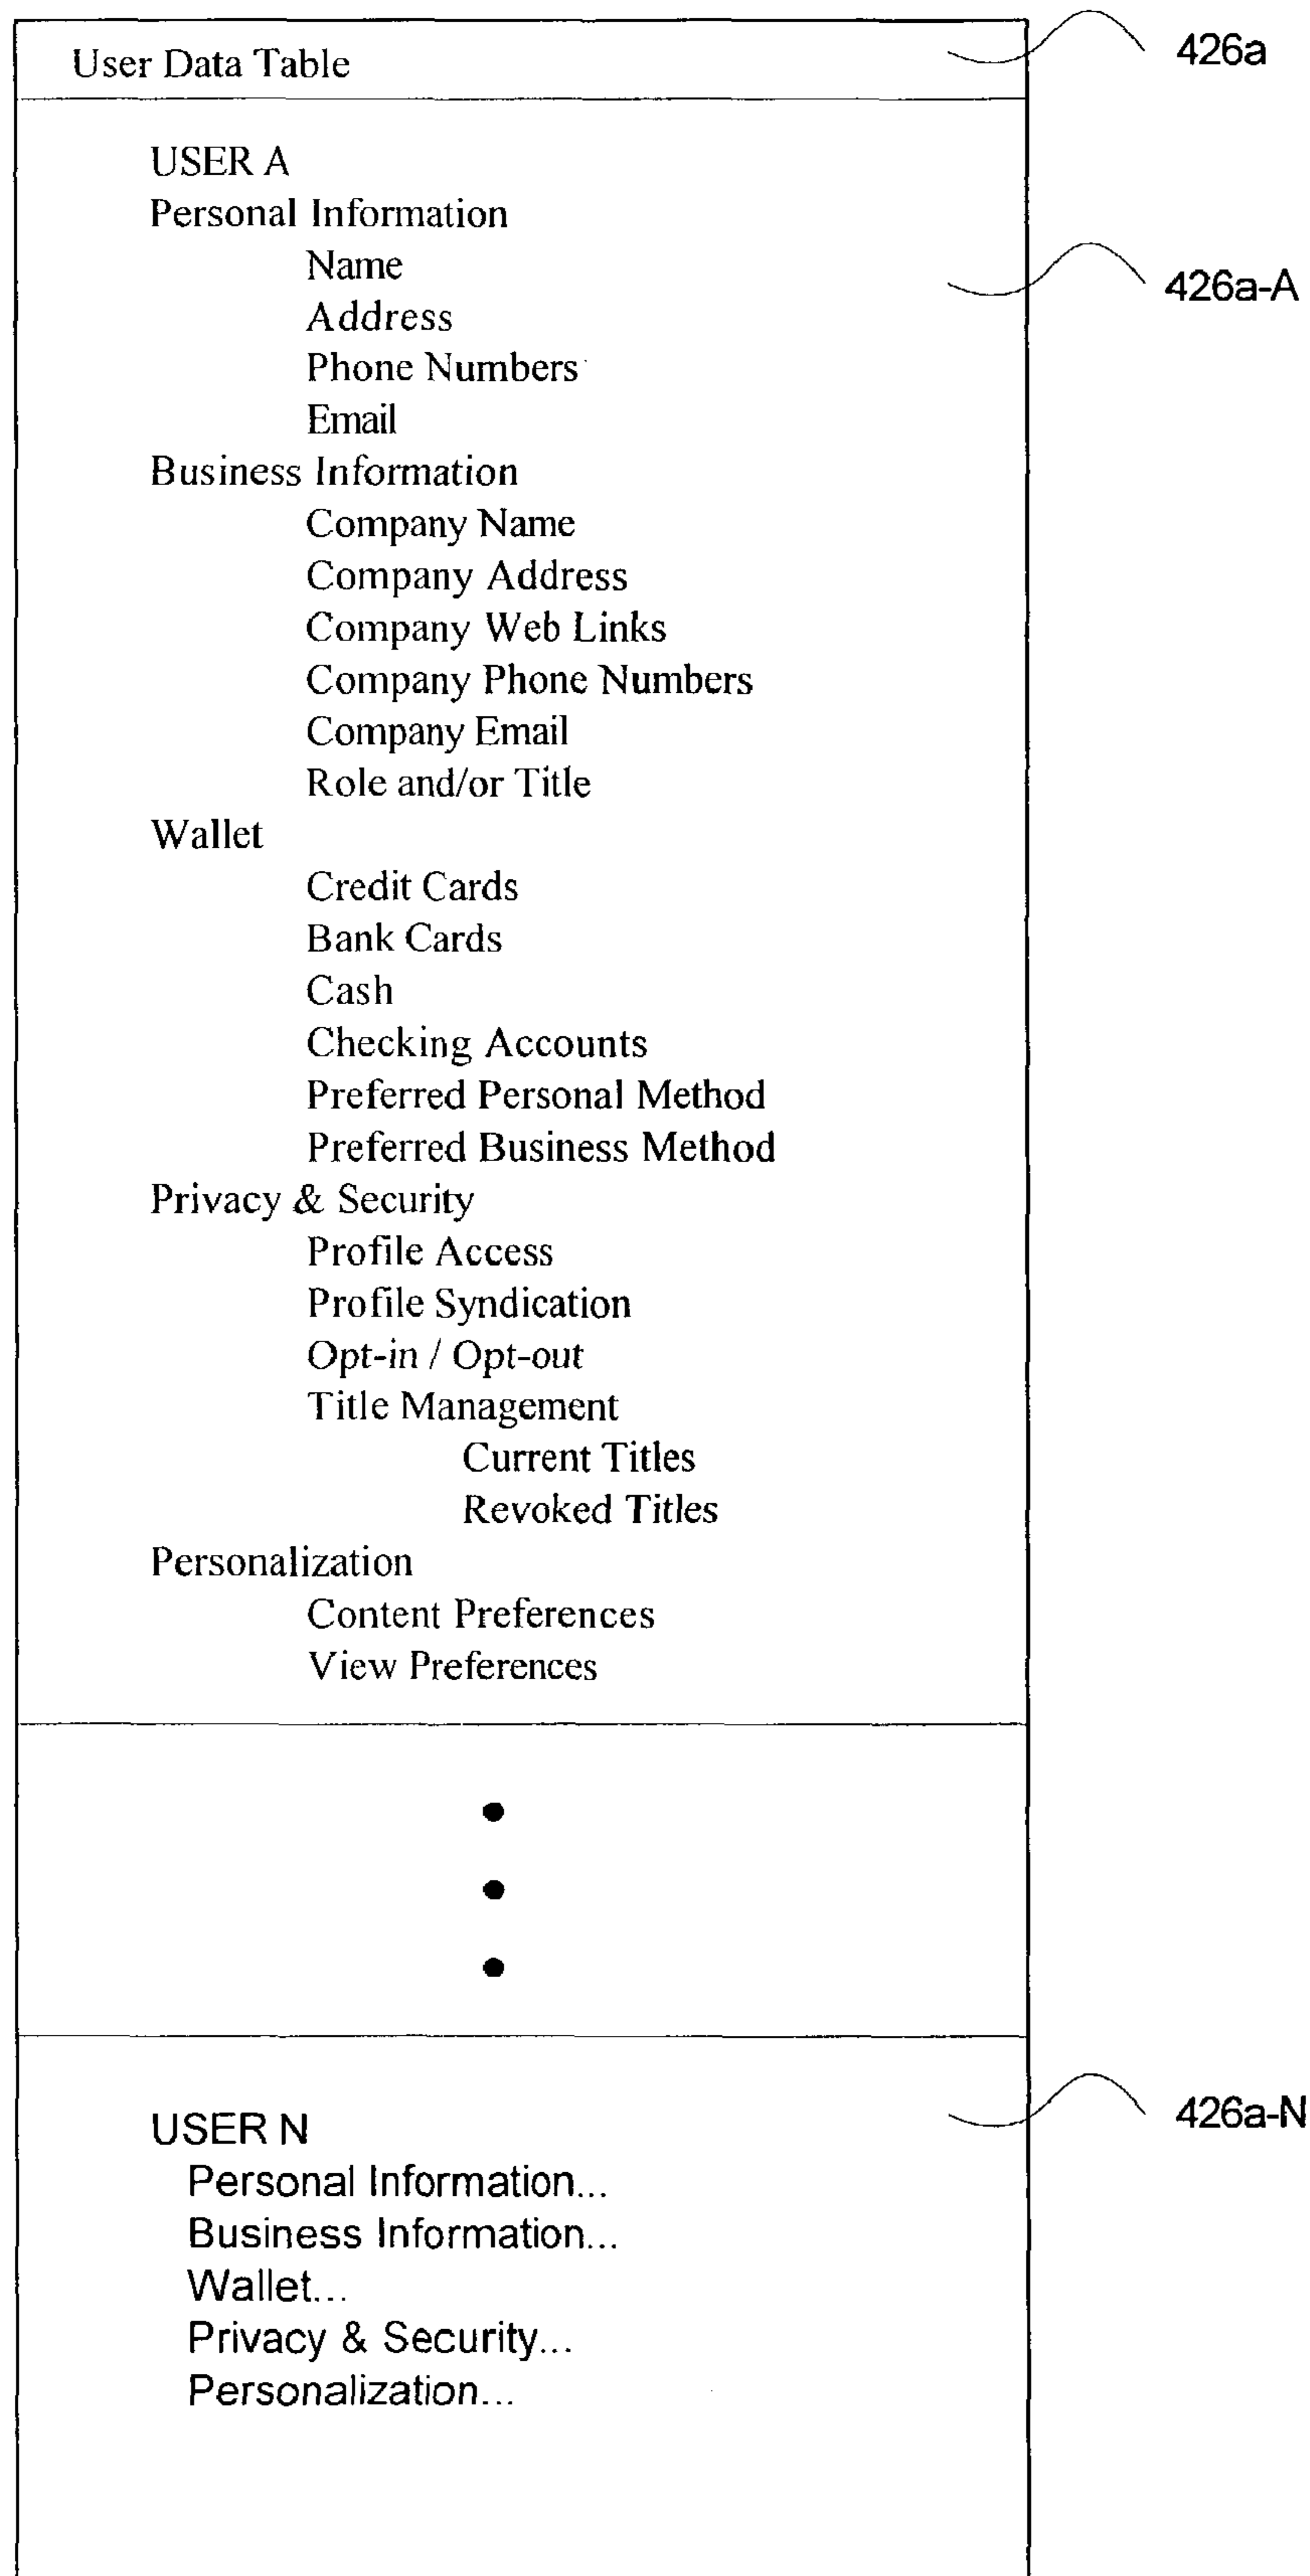 User Data Table
426a
USER A
Personal Information
Name
426a-A
Address
Phone Numbers
Email
Business Information
Company Name
Company Address
Company Web Links
Company Phone Numbers
Company Email
Role and/or Title
Wallet
Credit Cards
Bank Cards
Cash
Checking Accounts
Preferred Personal Method
Preferred Business Method
Privacy & Security
Profile Access
Profile Syndication
Opt-in / Opt-out
Title Management
Current Titles
Revoked Titles
Personalization
Content Preferences
View Preferences
426a-N
USER N
Personal Information...
Business Information...
Wallet...
Privacy & Security...
Personalization...